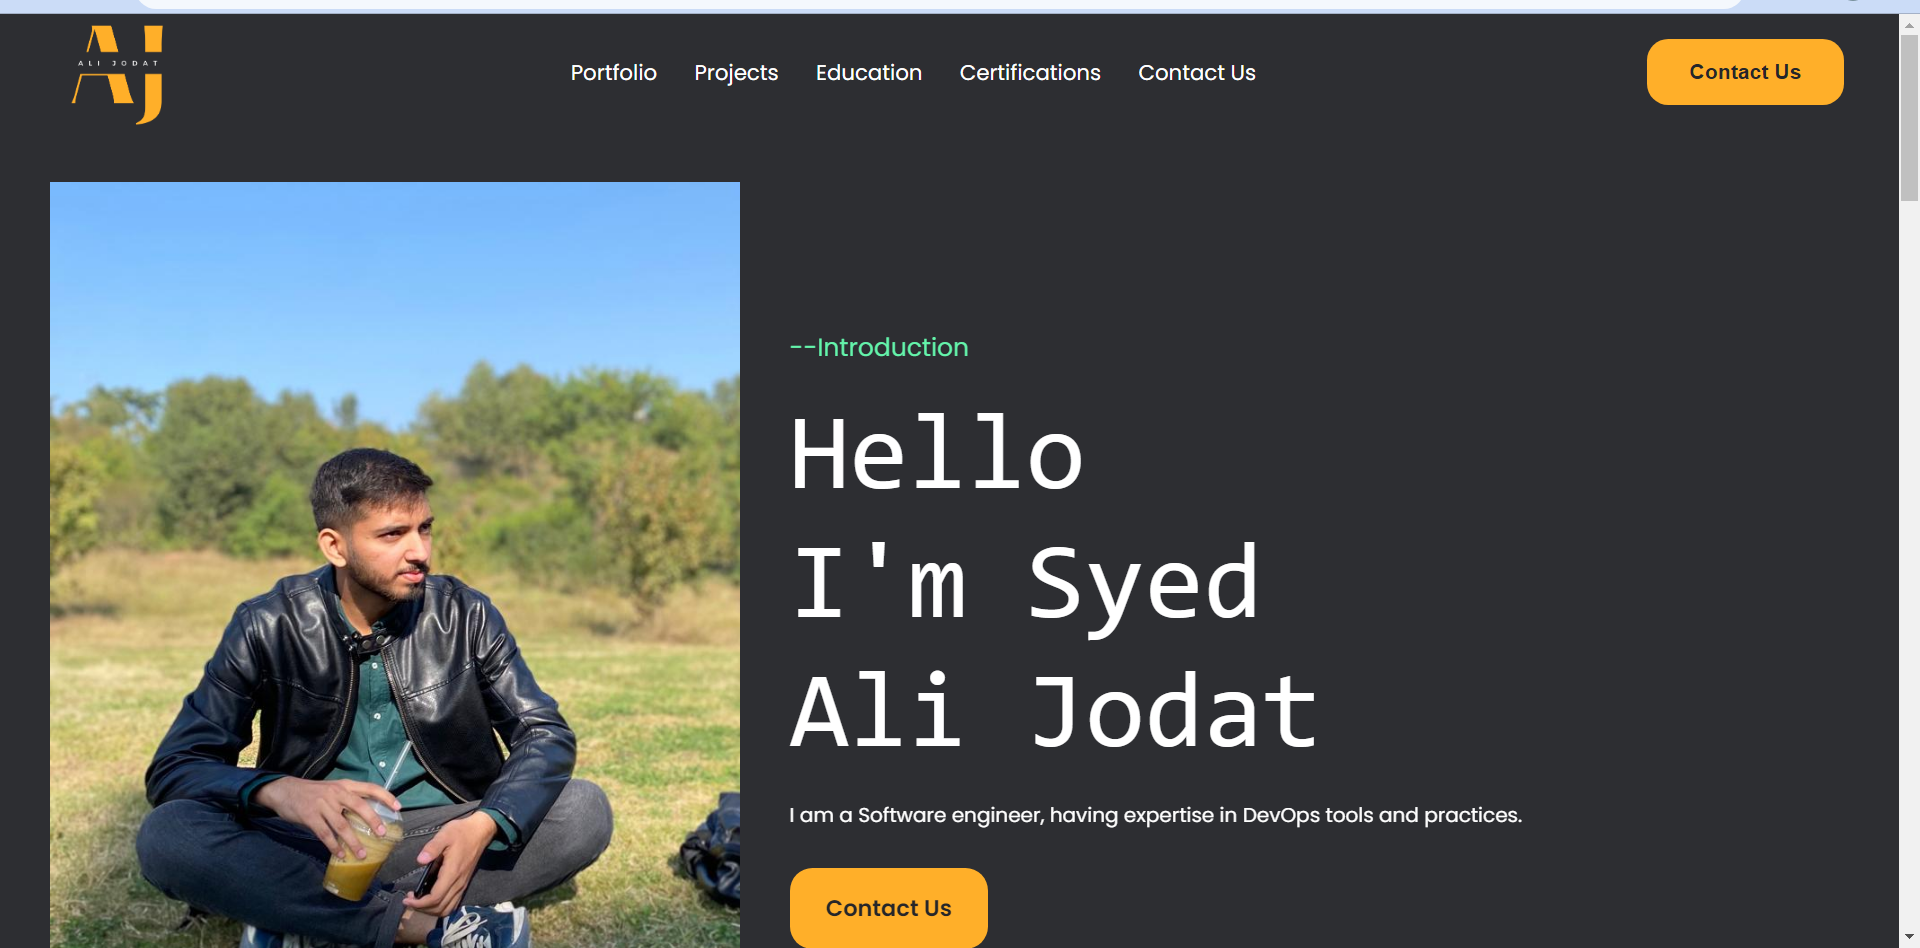 AJ
ALI JODAT
Portfolio Projects Education Certifications Contact Us
Contact Us
--Introduction
Hello
I'm Syed
Ali Jodat
I am a Software engineer, having expertise in DevOps tools and practices.
Contact Us